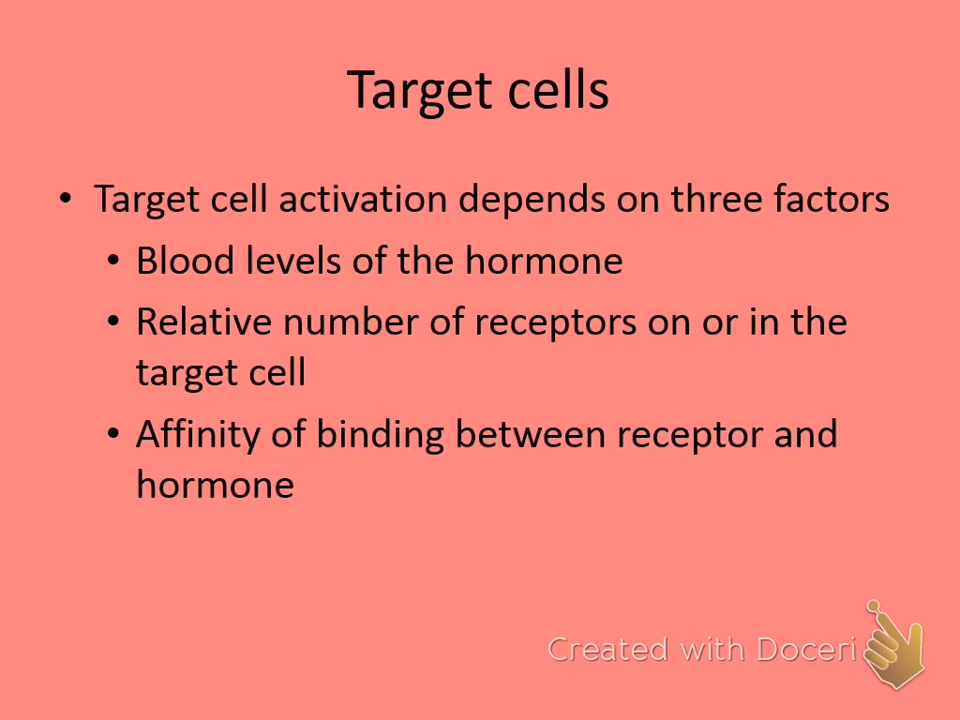 Target cells
• Target cell activation depends on three factors
• Blood levels of the hormone
• Relative number of receptors on or in the
target cell
• Affinity of binding between receptor and
hormone
Created with Doceri